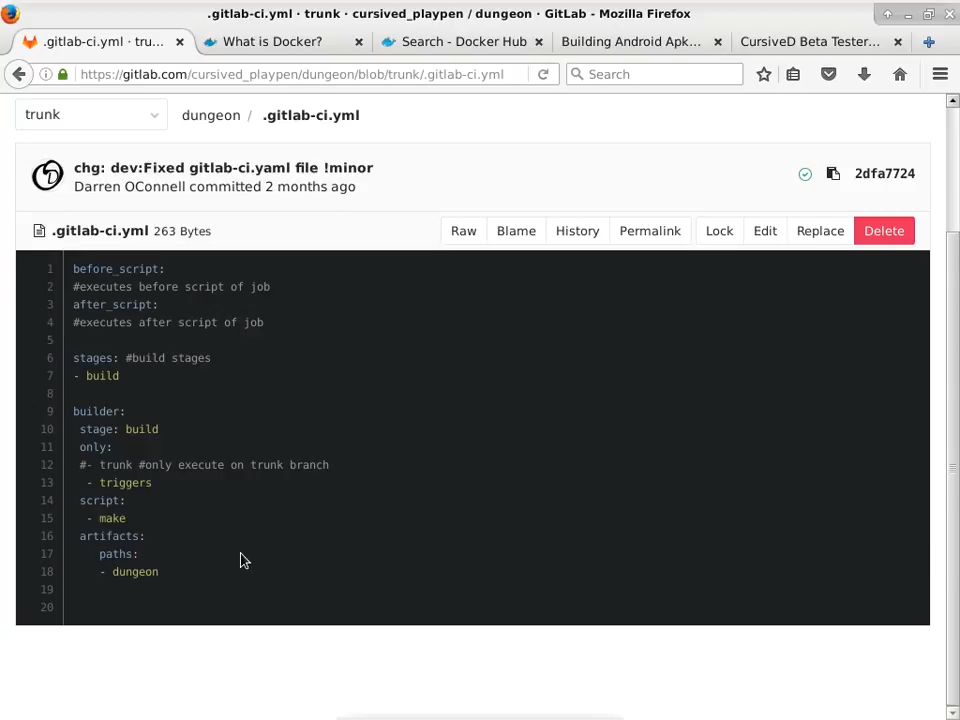 .gitlab-ci.yml · trunk · cursived_playpen / dungeon · GitLab - Mozilla Firefox
.gitlab-ci.yml · tru... What is Docker? Search - Docker Hub Building Android Apk... CursiveD Beta Tester...
https://gitlab.com/cursived_playpen/dungeon/blob/trunk/.gitlab-ci.yml Search
trunk dungeon / .gitlab-ci.yml
chg: dev:Fixed gitlab-ci.yaml file !minor
Darren OConnell committed 2 months ago
2dfa7724
.gitlab-ci.yml 263 Bytes Raw Blame History Permalink Lock Edit Replace Delete
1 before_script:
2 #executes before script of job
3 after_script:
4 #executes after script of job
5
6 stages: #build stages
7 - build
8
9 builder:
10 stage: build
11 only:
12 #- trunk #only execute on trunk branch
13 - triggers
14 script:
15 - make
16 artifacts:
17 paths:
18 - dungeon
19
20